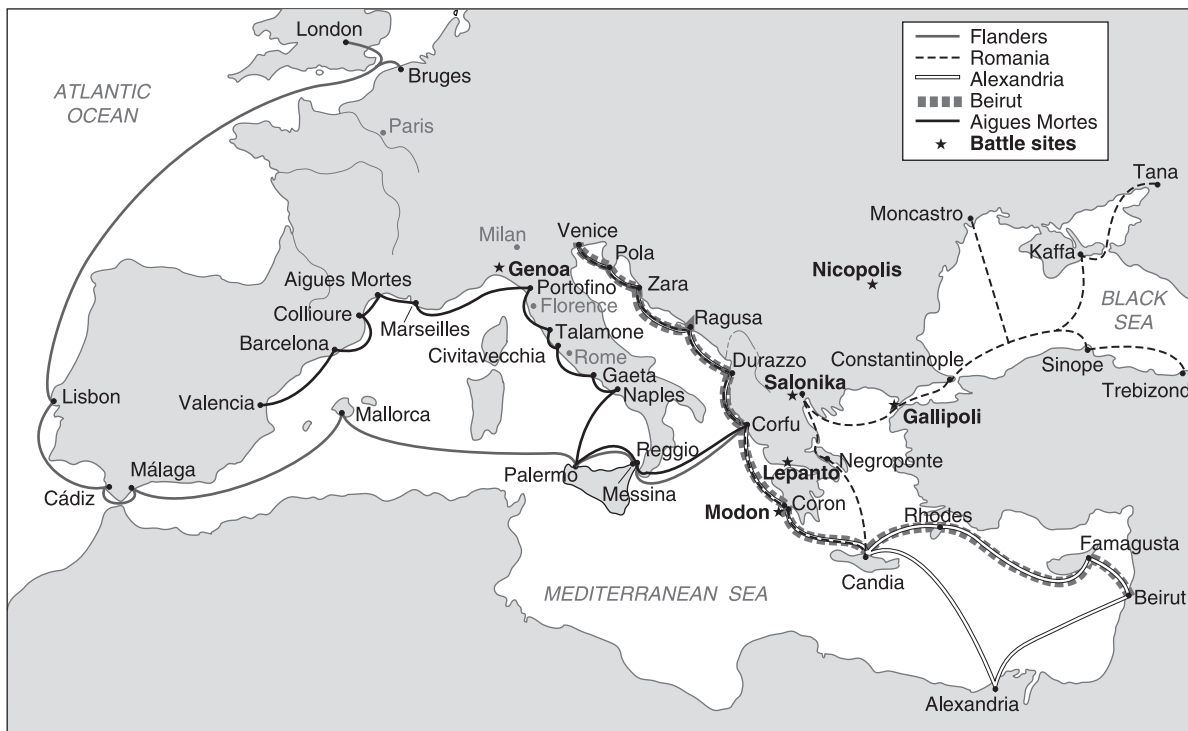 London
Bruges
ATLANTIC
OCEAN
Paris
Flanders
Romania
Alexandria
Beirut
Aigues Mortes
Battle sites
Tana
Moncastro
Kaffa
Venice
Milan
Pola
Genoa
Nicopolis
Aigues Mortes
Portofino
Zara
Florence
BLACK
SEA
Collioure
Marseilles
Ragusa
Talamone
Barcelona
Civitavecchia
Rome
Durazzo
Constantinople
Sinope
Gaeta
Salonika
Trebizond
Lisbon
Valencia
Naples
Mallorca
Gallipoli
Corfu
Málaga
Reggio
Negroponte
Palermo
Lepanto
Cádiz
Messina
Modon
Coron
Rhodes
Famagusta
Candia
MEDITERRANEAN SEA
Beirut
Alexandria